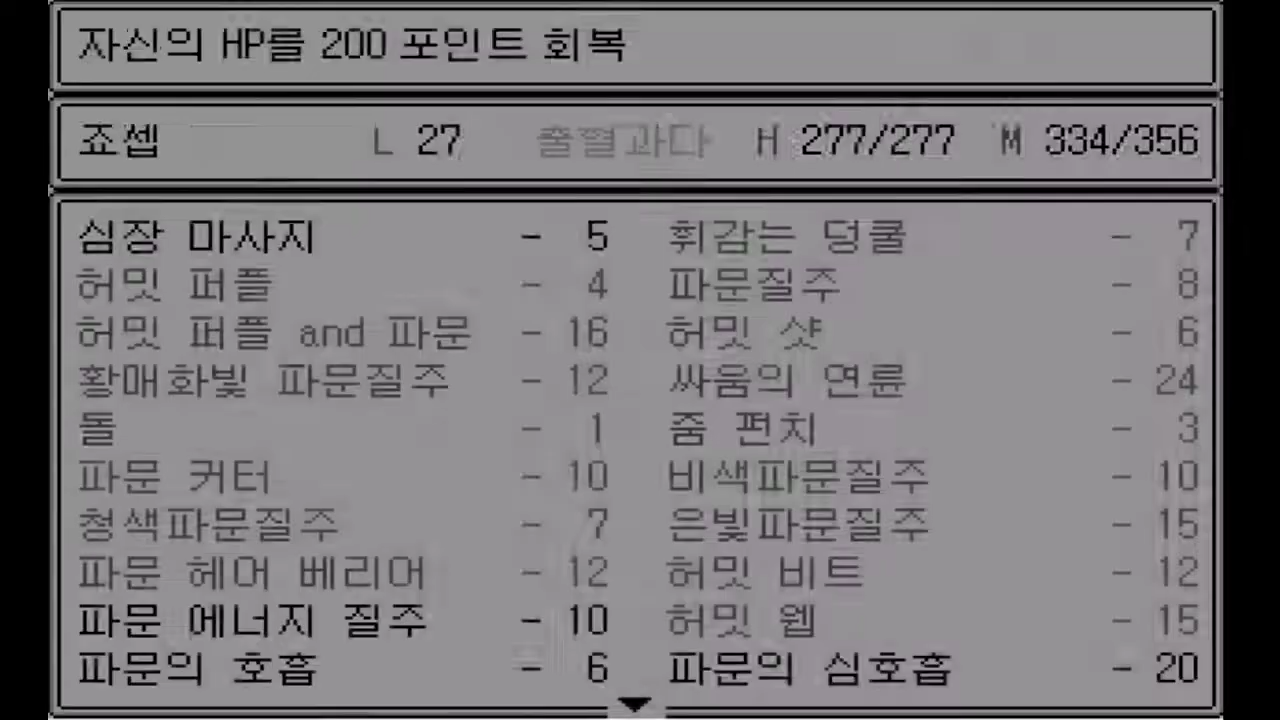 자신의 HP를 200 포인트 회복
죠셉 L 27 출혈과다 H 277/277 M 334/356
심장 마사지 - 5 휘감는 덩쿨 - 7
허밋 퍼플 - 4 파문질주 - 8
허밋 퍼플 and 파문 - 16 허밋 샷 - 6
황매화빛 파문질주 - 12 싸움의 연륜 - 24
돌 - 1 줌 펀치 - 3
파문 커터 - 10 비색파문질주 - 10
청색파문질주 - 7 은빛파문질주 - 15
파문 헤어 베리어 - 12 허밋 비트 - 12
파문 에너지 질주 - 10 허밋 웹 - 15
파문의 호흡 - 6 파문의 심호흡 - 20